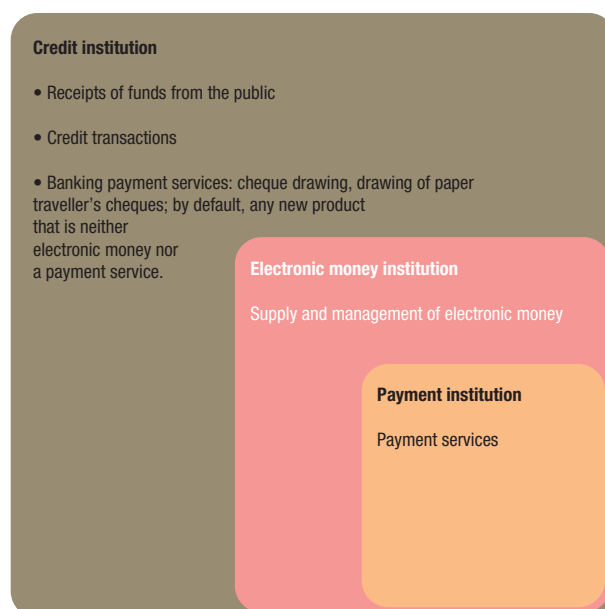 Credit institution
• Receipts of funds from the public
• Credit transactions
• Banking payment services: cheque drawing, drawing of paper
traveller's cheques; by default, any new product
that is neither
electronic money nor
a payment service.
Electronic money institution
Supply and management of electronic money
Payment institution
Payment services